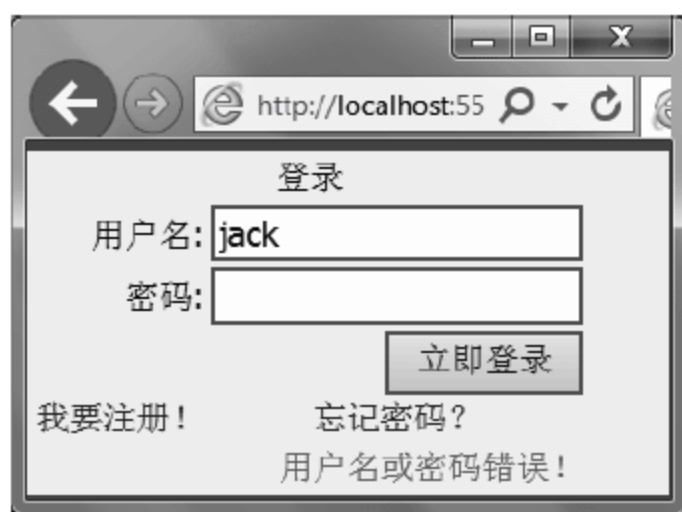 http://localhost:55
登录
用户名: jack
密码:
立即登录
我要注册! 忘记密码?
用户名或密码错误!